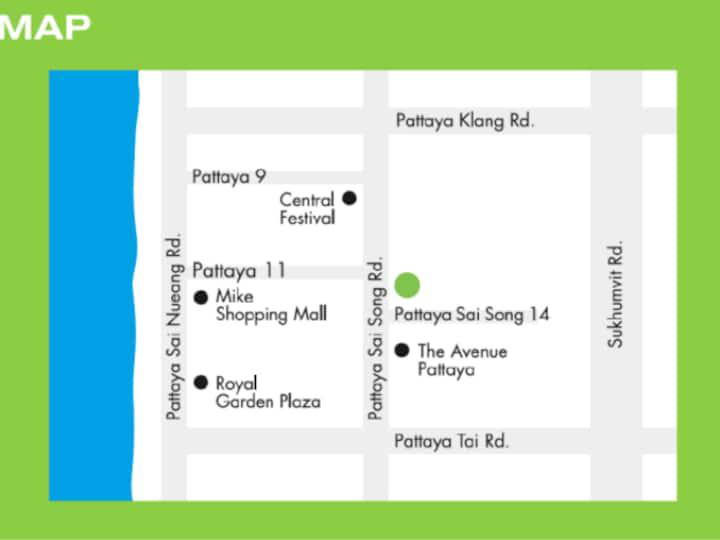 MAP
Pattaya Klang Rd.
Pattaya 9
Central
Festival
Pattaya Sai Nueang Rd.
Pattaya 11
Mike
Shopping Mall
Pattaya Sai Song Rd.
Pattaya Sai Song 14
Sukhumvit Rd.
The Avenue
Pattaya
Royal
Garden Plaza
Pattaya Tai Rd.